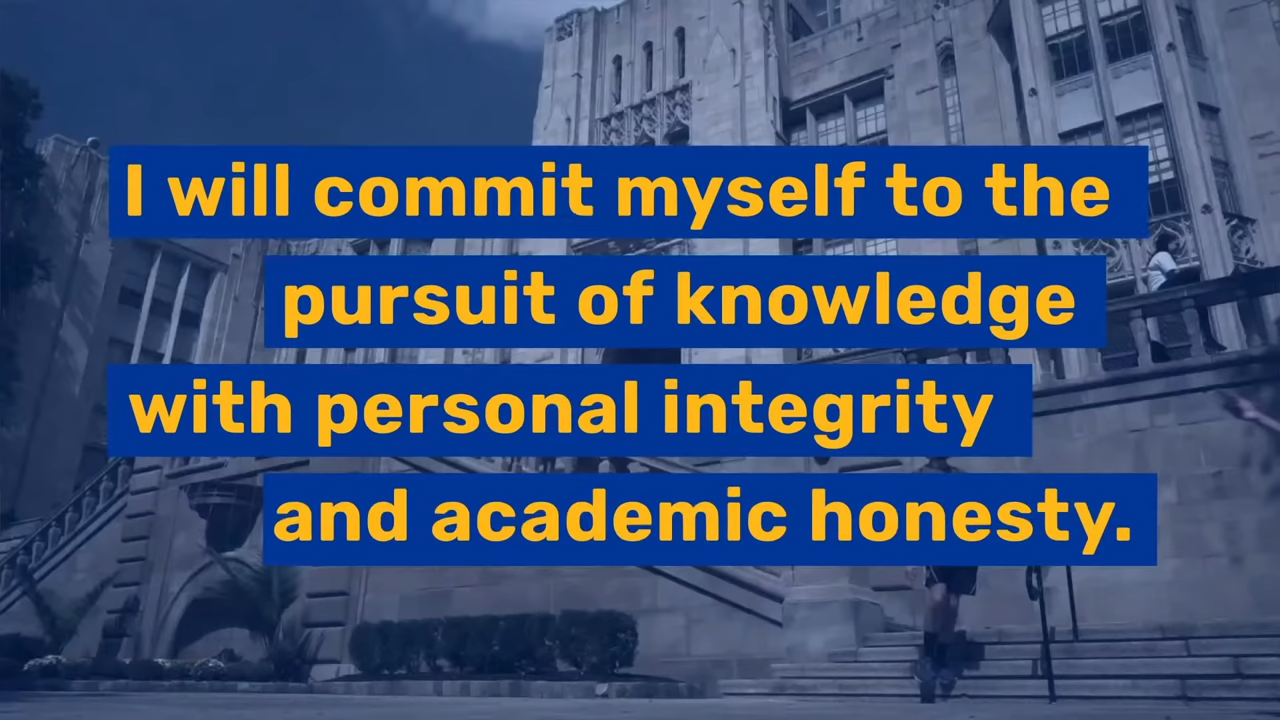 I will commit myself to the
pursuit of knowledge
with personal integrity
and academic honesty.